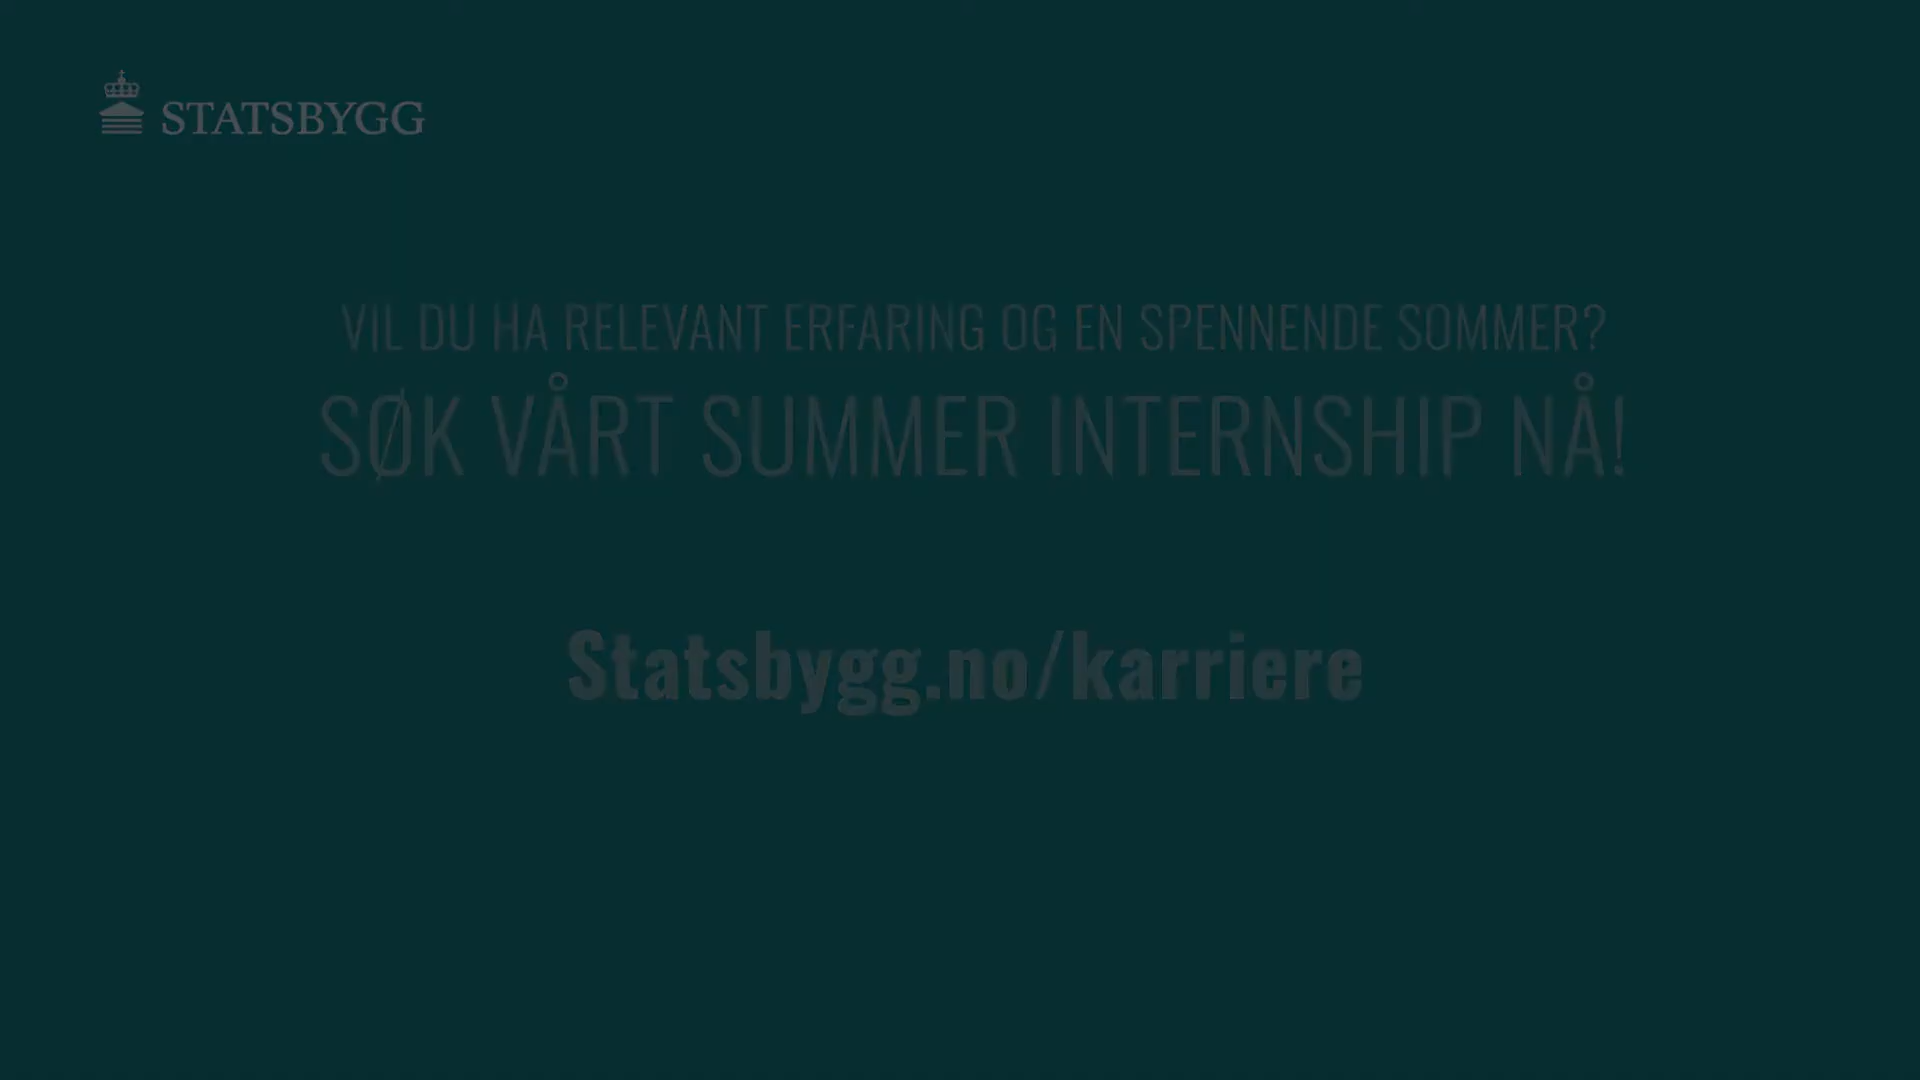 STATSBYGG
VIL DU HA RELEVANT ERFARING OG EN SPENNENDE SOMMER?
SØK VÅRT SUMMER INTERNSHIP NÅ!
Statsbygg.no/karriere